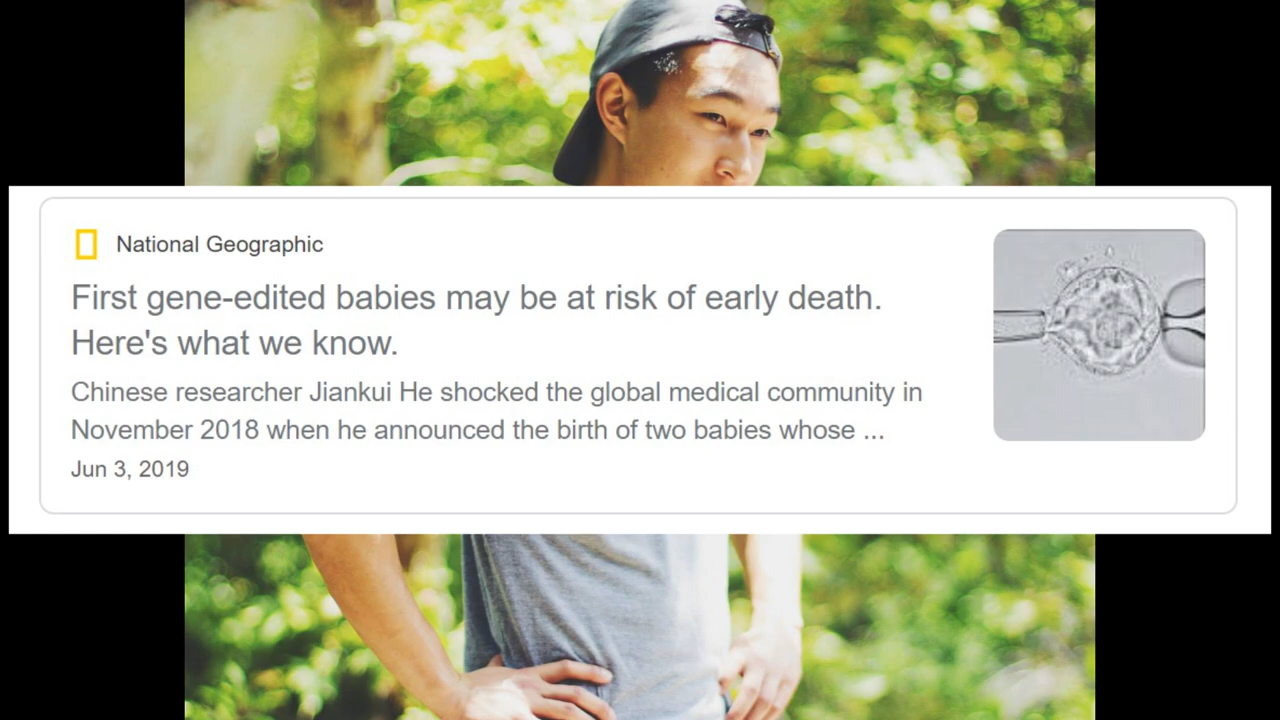 National Geographic
First gene-edited babies may be at risk of early death.
Here's what we know.
Chinese researcher Jiankui He shocked the global medical community in
November 2018 when he announced the birth of two babies whose ...
Jun 3, 2019